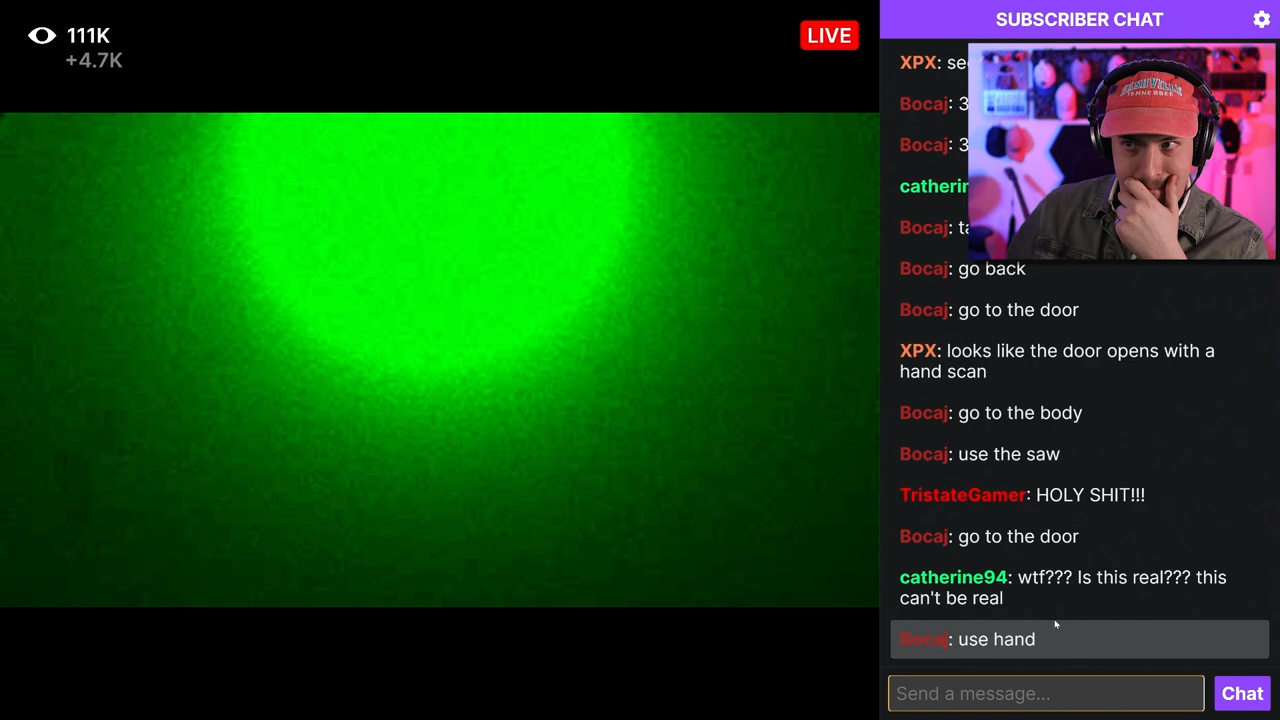 111K
+4.7K
LIVE
SUBSCRIBER CHAT
XPX:
Bocaj: 3
Bocaj: 3
Bocaj:
Bocaj: go back
Bocaj: go to the door
XPX: looks like the door opens with a
hand scan
Bocaj: go to the body
Bocaj: use the saw
TristateGamer: HOLY SHIT!!!
Bocaj: go to the door
catherine94: wtf??? Is this real??? this
can't be real
Bocaj: use hand
Send a message...
Chat
TENNESSEE